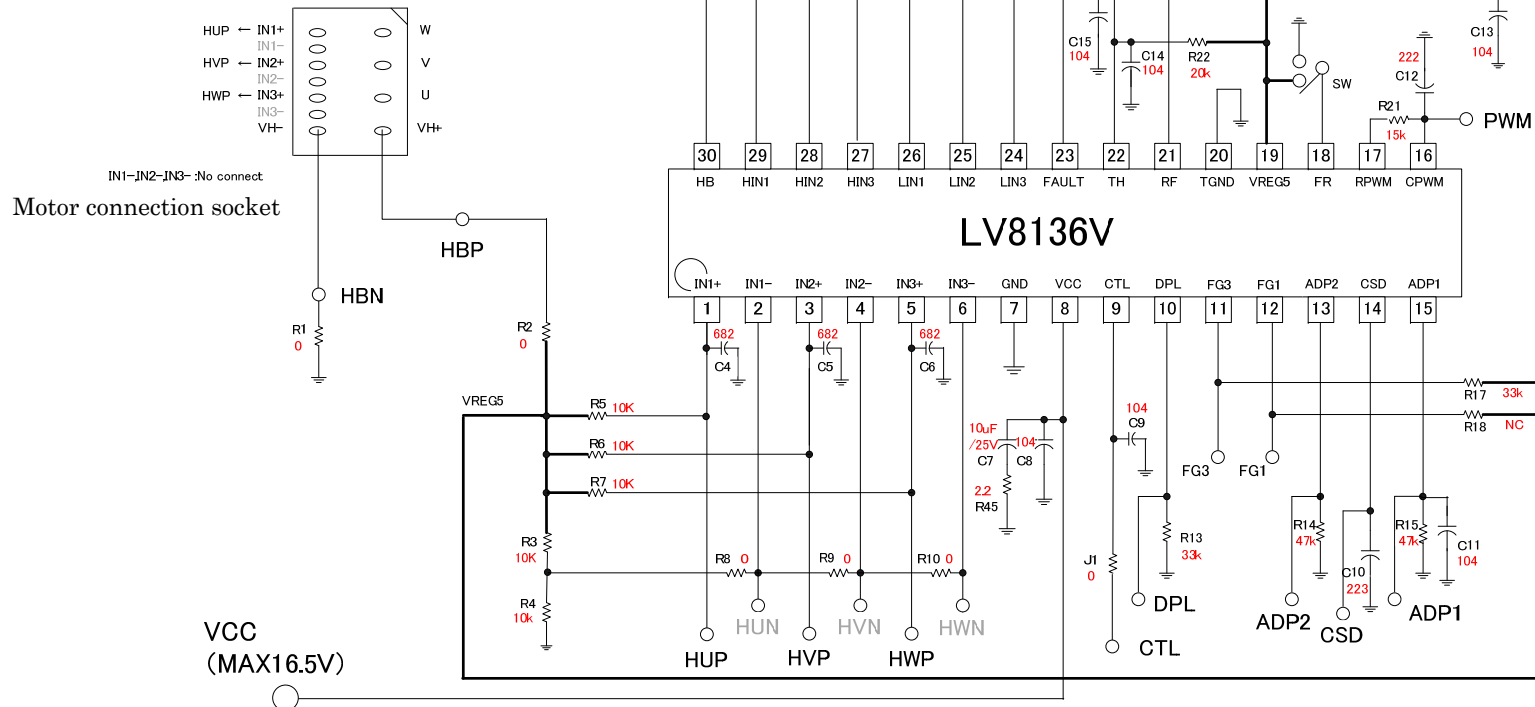 HUP ← IN1+
IN1-
HVP ← IN2+
IN2-
HWP ← IN3+
IN3-
VH-
W
V
U
VH+
IN1-,IN2-,IN3- :No connect
Motor connection socket
HBP
HBN
R1
0
R2
0
VREG5
R5 10K
R6 10K
R7 10K
R3
10K
R4
10k
R8 0
R9 0
R10 0
HUN
HVN
HWN
HUP
HVP
HWP
VCC
(MAX16.5V)
C15
104
C14
104
R22
20k
SW
222
C12
C13
104
R21
15k
PWM
30 29 28 27 26 25 24 23 22 21 20 19 18 17 16
HB HIN1 HIN2 HIN3 LIN1 LIN2 LIN3 FAULT TH RF TGND VREG5 FR RPWM CPWM
LV8136V
IN1+ IN1- IN2+ IN2- IN3+ IN3- GND VCC CTL DPL FG3 FG1 ADP2 CSD ADP1
1 2 3 4 5 6 7 8 9 10 11 12 13 14 15
682
C4
682
C5
682
C6
10uF
/25V
C7
104
C8
2.2
R45
104
C9
J1
0
CTL
DPL
R13
33k
FG3
FG1
R17
33k
R18
NC
R14
47k
ADP2
C10
223
CSD
R15
47k
C11
104
ADP1